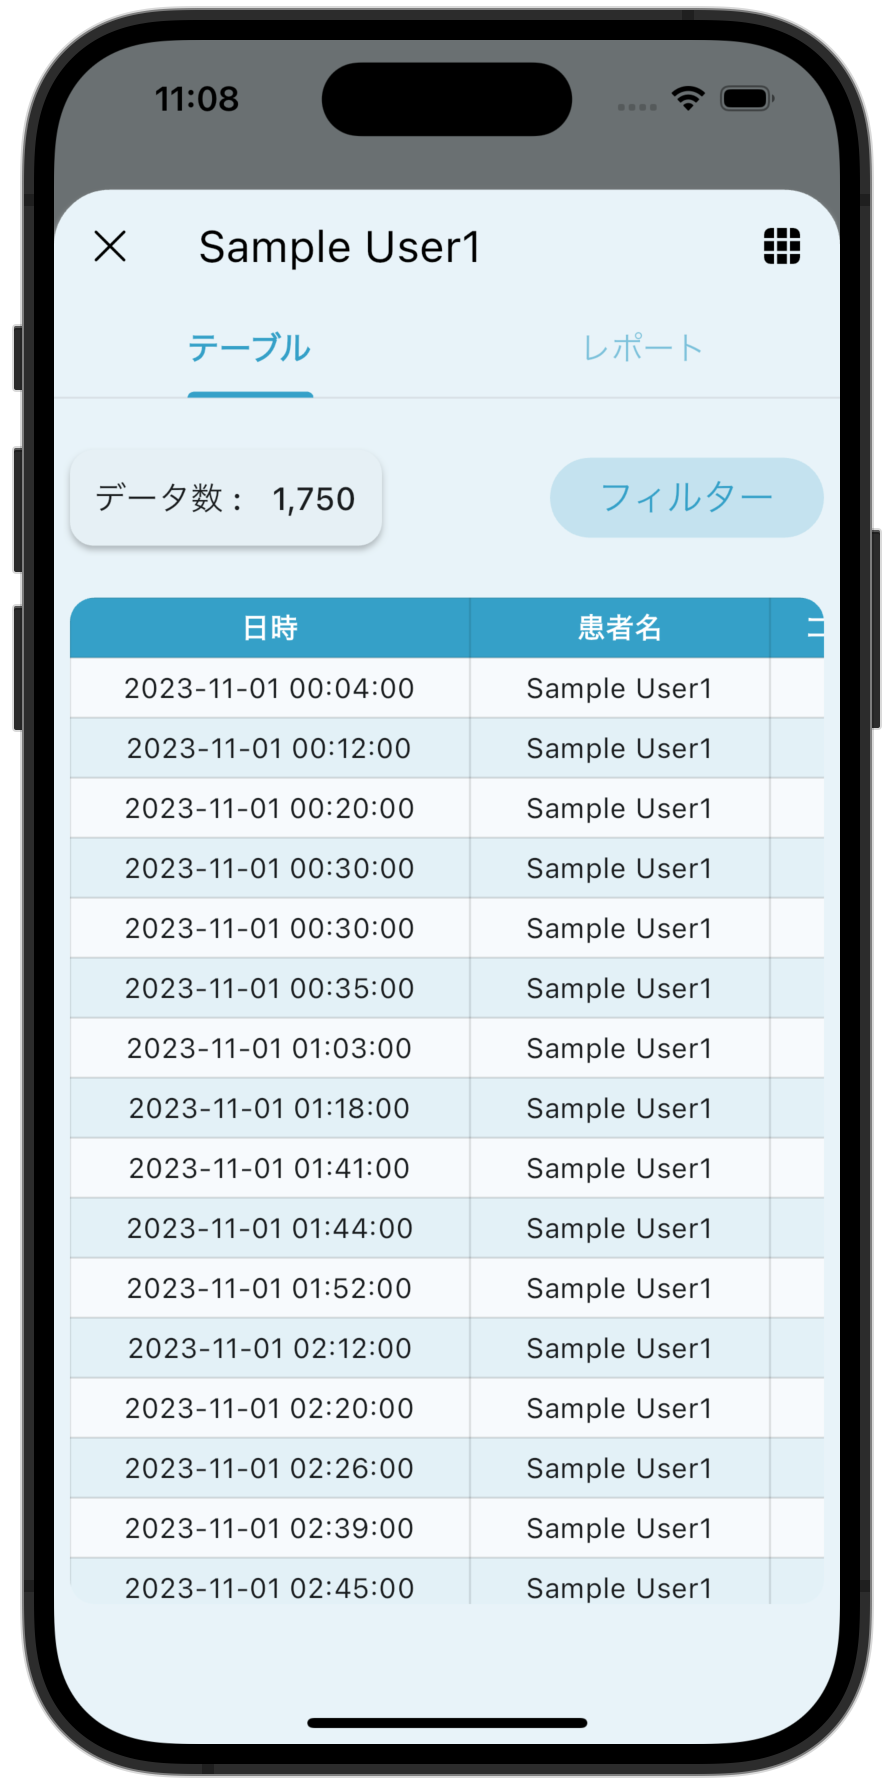 11:08
Sample User1
テーブル レポート
データ数： 1,750 フィルター
日時 患者名
2023-11-01 00:04:00 Sample User1
2023-11-01 00:12:00 Sample User1
2023-11-01 00:20:00 Sample User1
2023-11-01 00:30:00 Sample User1
2023-11-01 00:30:00 Sample User1
2023-11-01 00:35:00 Sample User1
2023-11-01 01:03:00 Sample User1
2023-11-01 01:18:00 Sample User1
2023-11-01 01:41:00 Sample User1
2023-11-01 01:44:00 Sample User1
2023-11-01 01:52:00 Sample User1
2023-11-01 02:12:00 Sample User1
2023-11-01 02:20:00 Sample User1
2023-11-01 02:26:00 Sample User1
2023-11-01 02:39:00 Sample User1
2023-11-01 02:45:00 Sample User1